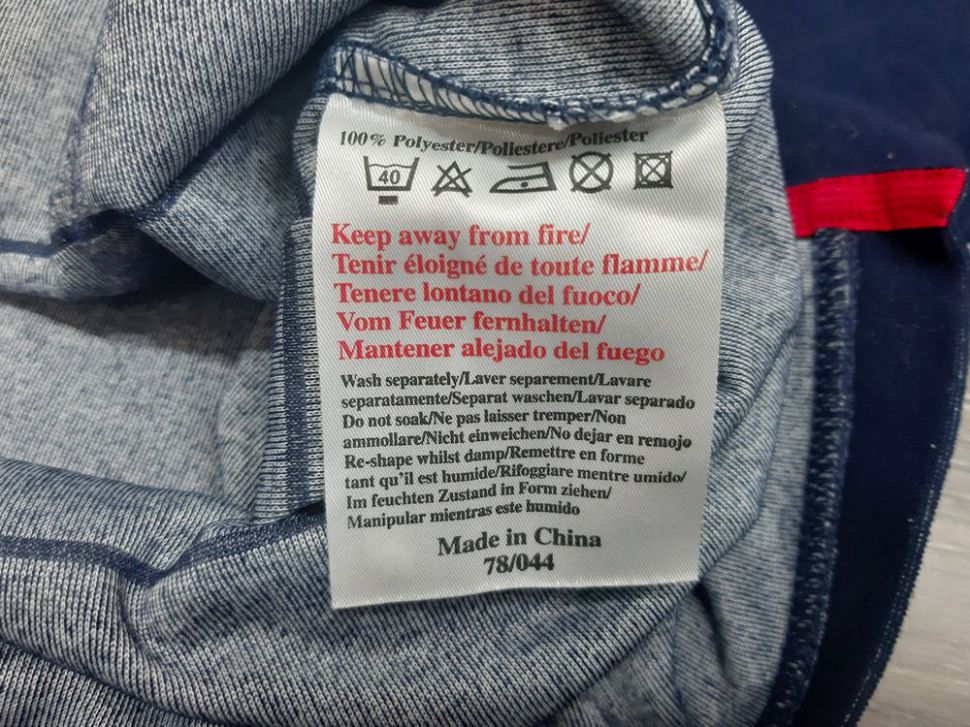 100% Polyester/Poliestere/Poliester
40
Keep away from fire/
Tenir éloigné de toute flamme/
Tenere lontano del fuoco/
Vom Feuer fernhalten/
Mantener alejado del fuego
Wash separately/Laver separement/Lavare
separatamente/Separat waschen/Lavar separado
Do not soak/Ne pas laisser tremper/Non
ammollare/Nicht einweichen/No dejar en remojo
Re-shape whilst damp/Remettre en forme
tant qu'il est humide/Rifoggiare mentre umido/
Im feuchten Zustand in Form ziehen/
Manipular mientras este humido
Made in China
78/044